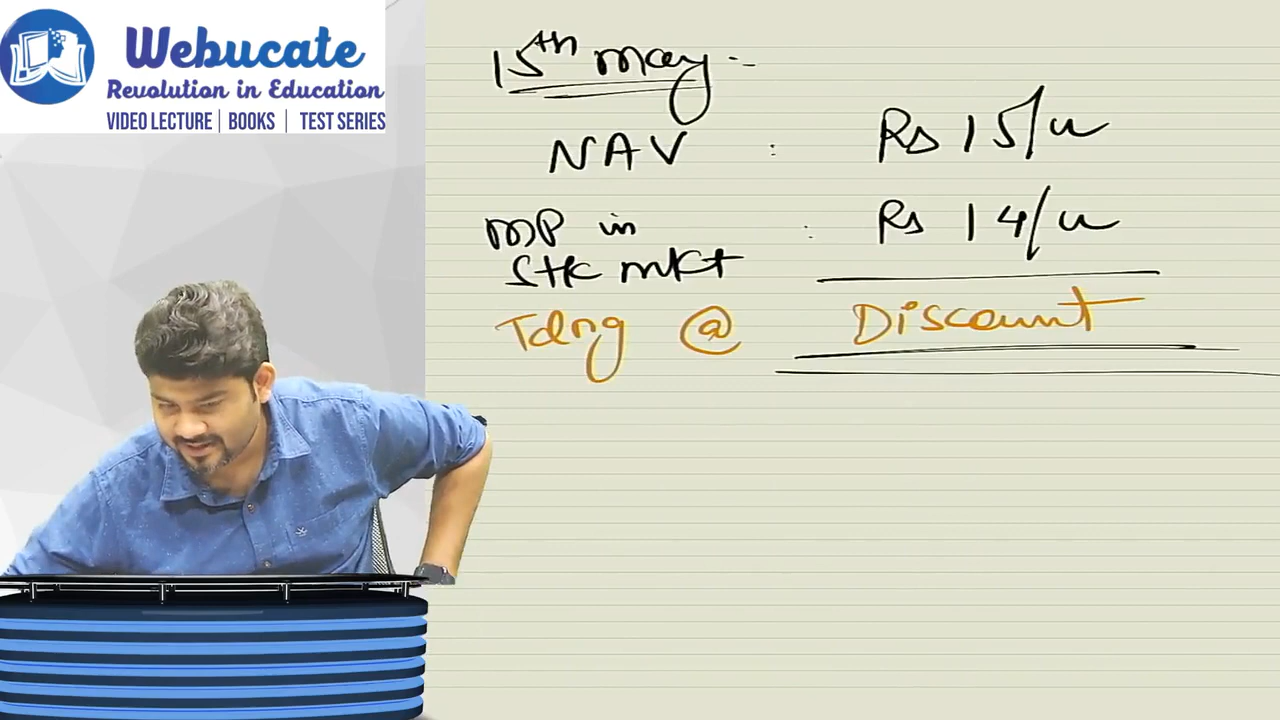 Webucate
Revolution in Education
VIDEO LECTURE | BOOKS | TEST SERIES
15th may :-
NAV : Rs 15/u
MP in : Rs 14/u
Stk mkt
Tdng @ Discount